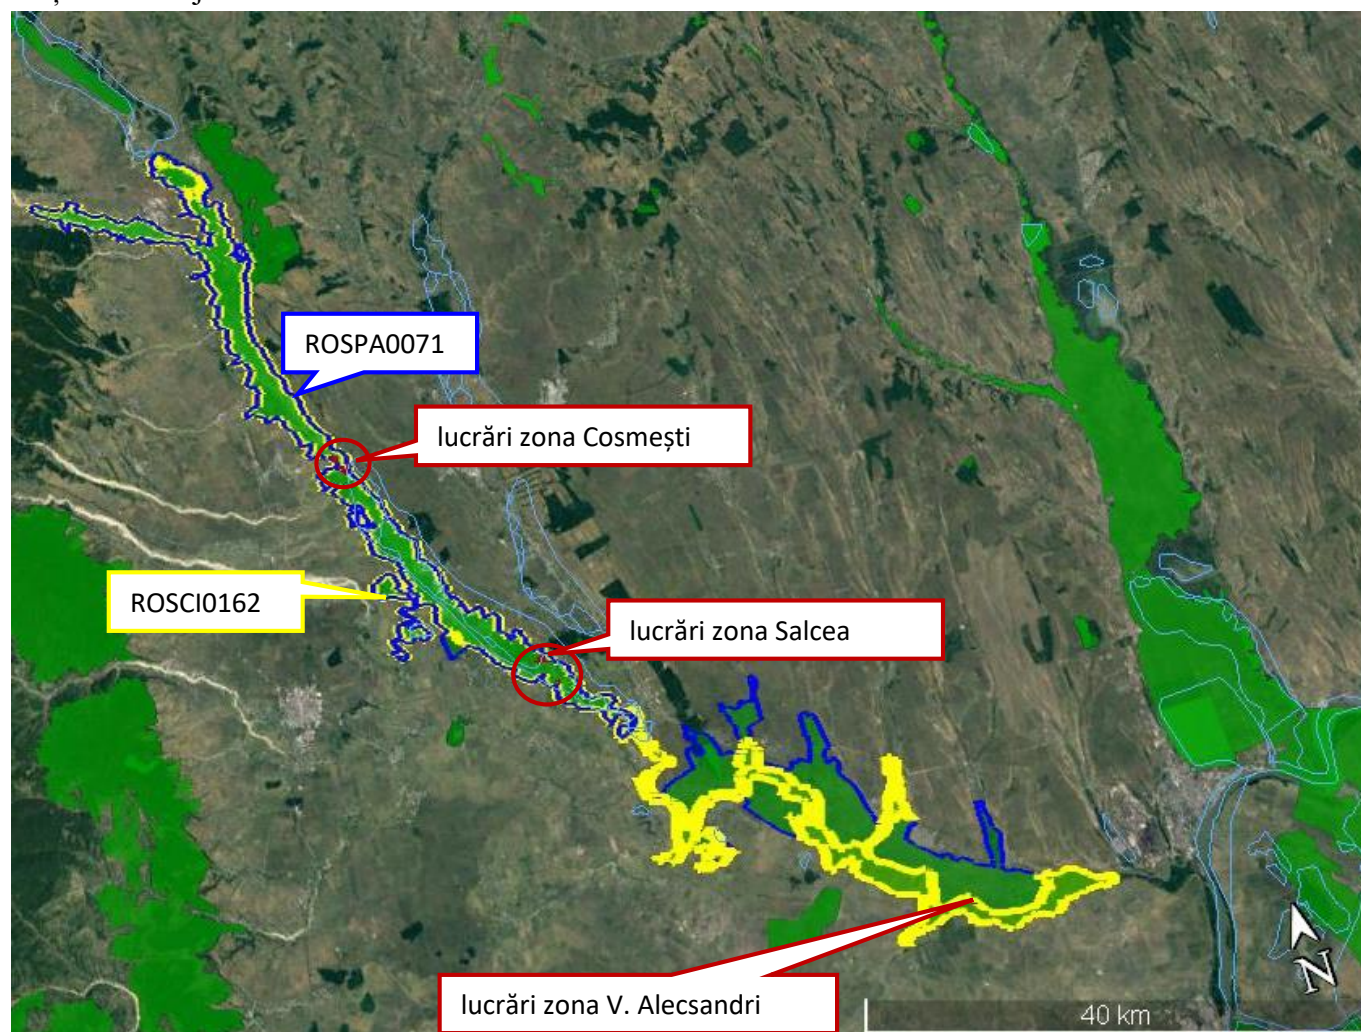 ROSPA0071
lucrări zona Cosmești
ROSCI0162
lucrări zona Salcea
lucrări zona V. Alecsandri
N
40 km